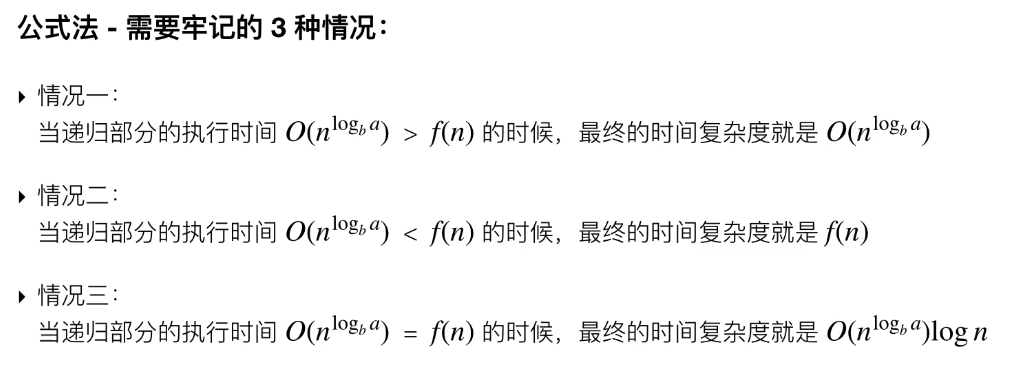 公式法 - 需要牢记的 3 种情况：
‣ 情况一：
当递归部分的执行时间 O(n^{log_b a}) > f(n) 的时候，最终的时间复杂度就是 O(n^{log_b a})
‣ 情况二：
当递归部分的执行时间 O(n^{log_b a}) < f(n) 的时候，最终的时间复杂度就是 f(n)
‣ 情况三：
当递归部分的执行时间 O(n^{log_b a}) = f(n) 的时候，最终的时间复杂度就是 O(n^{log_b a})log n